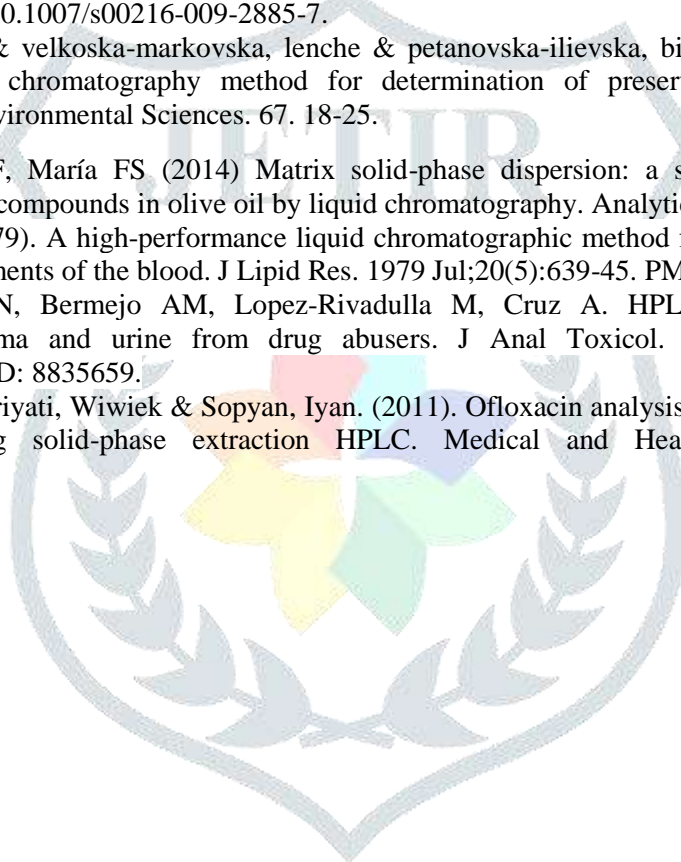 0.1007/s00216-009-2885-7.
& velkoska-markovska, lenche & petanovska-ilievska, bi
chromatography method for determination of preser
vironmental Sciences. 67. 18-25.
F, María FS (2014) Matrix solid-phase dispersion: a s
compounds in olive oil by liquid chromatography. Analytic
79). A high-performance liquid chromatographic method f
ments of the blood. J Lipid Res. 1979 Jul;20(5):639-45. PM
N, Bermejo AM, Lopez-Rivadulla M, Cruz A. HPL
ma and urine from drug abusers. J Anal Toxicol.
D: 8835659.
riyati, Wiwiek & Sopyan, Iyan. (2011). Ofloxacin analysis
g solid-phase extraction HPLC. Medical and Hea
JETIR